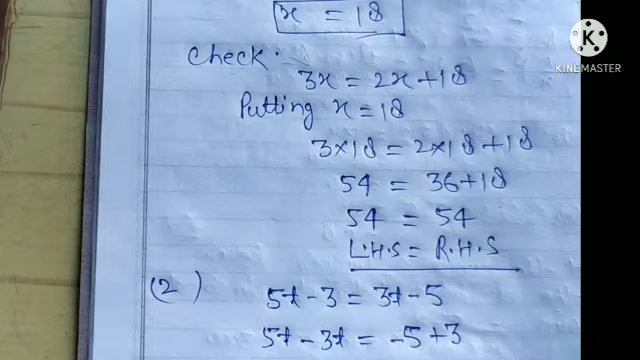 x = 18
K
KINEMASTER
Check.
3x = 2x + 18
Putting x = 18
3×18 = 2×18 + 18
54 = 36 + 18
54 = 54
L.H.S = R.H.S
(2) 5t - 3 = 3t - 5
5t - 3t = -5 + 3